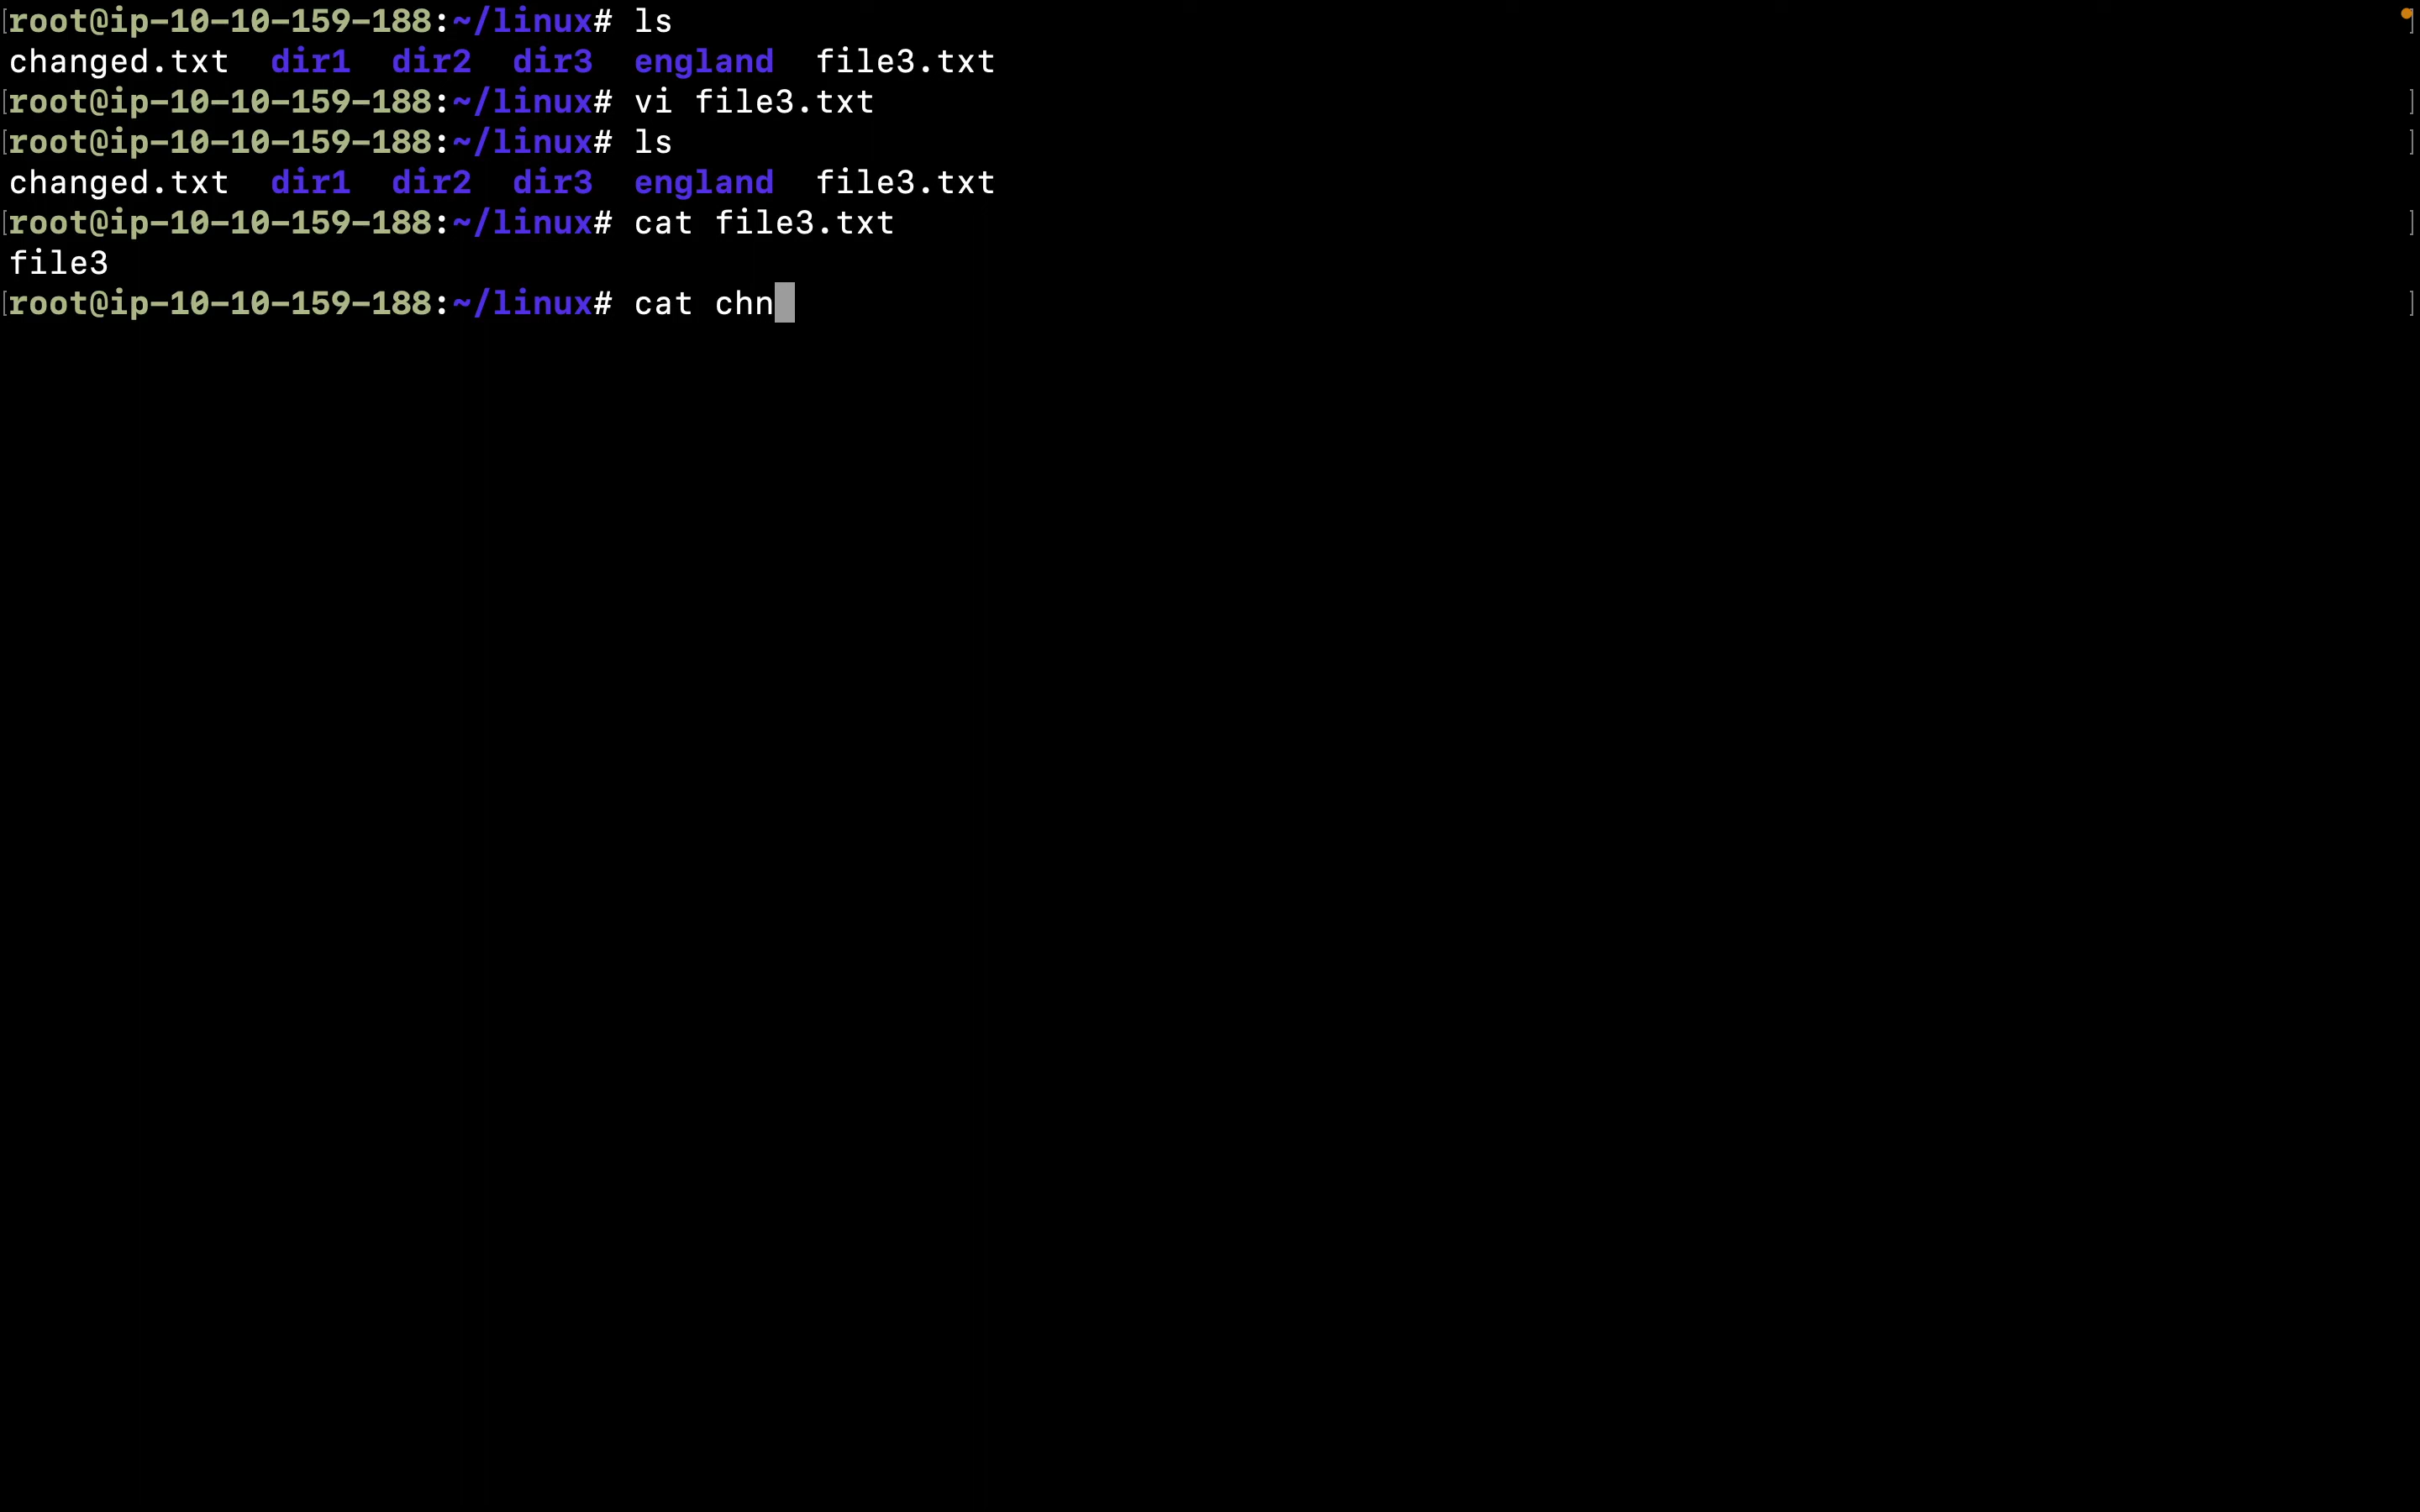 root@ip-10-10-159-188:~/linux# ls
changed.txt  dir1  dir2  dir3  england  file3.txt
root@ip-10-10-159-188:~/linux# vi file3.txt
root@ip-10-10-159-188:~/linux# ls
changed.txt  dir1  dir2  dir3  england  file3.txt
root@ip-10-10-159-188:~/linux# cat file3.txt
file3
root@ip-10-10-159-188:~/linux# cat chn